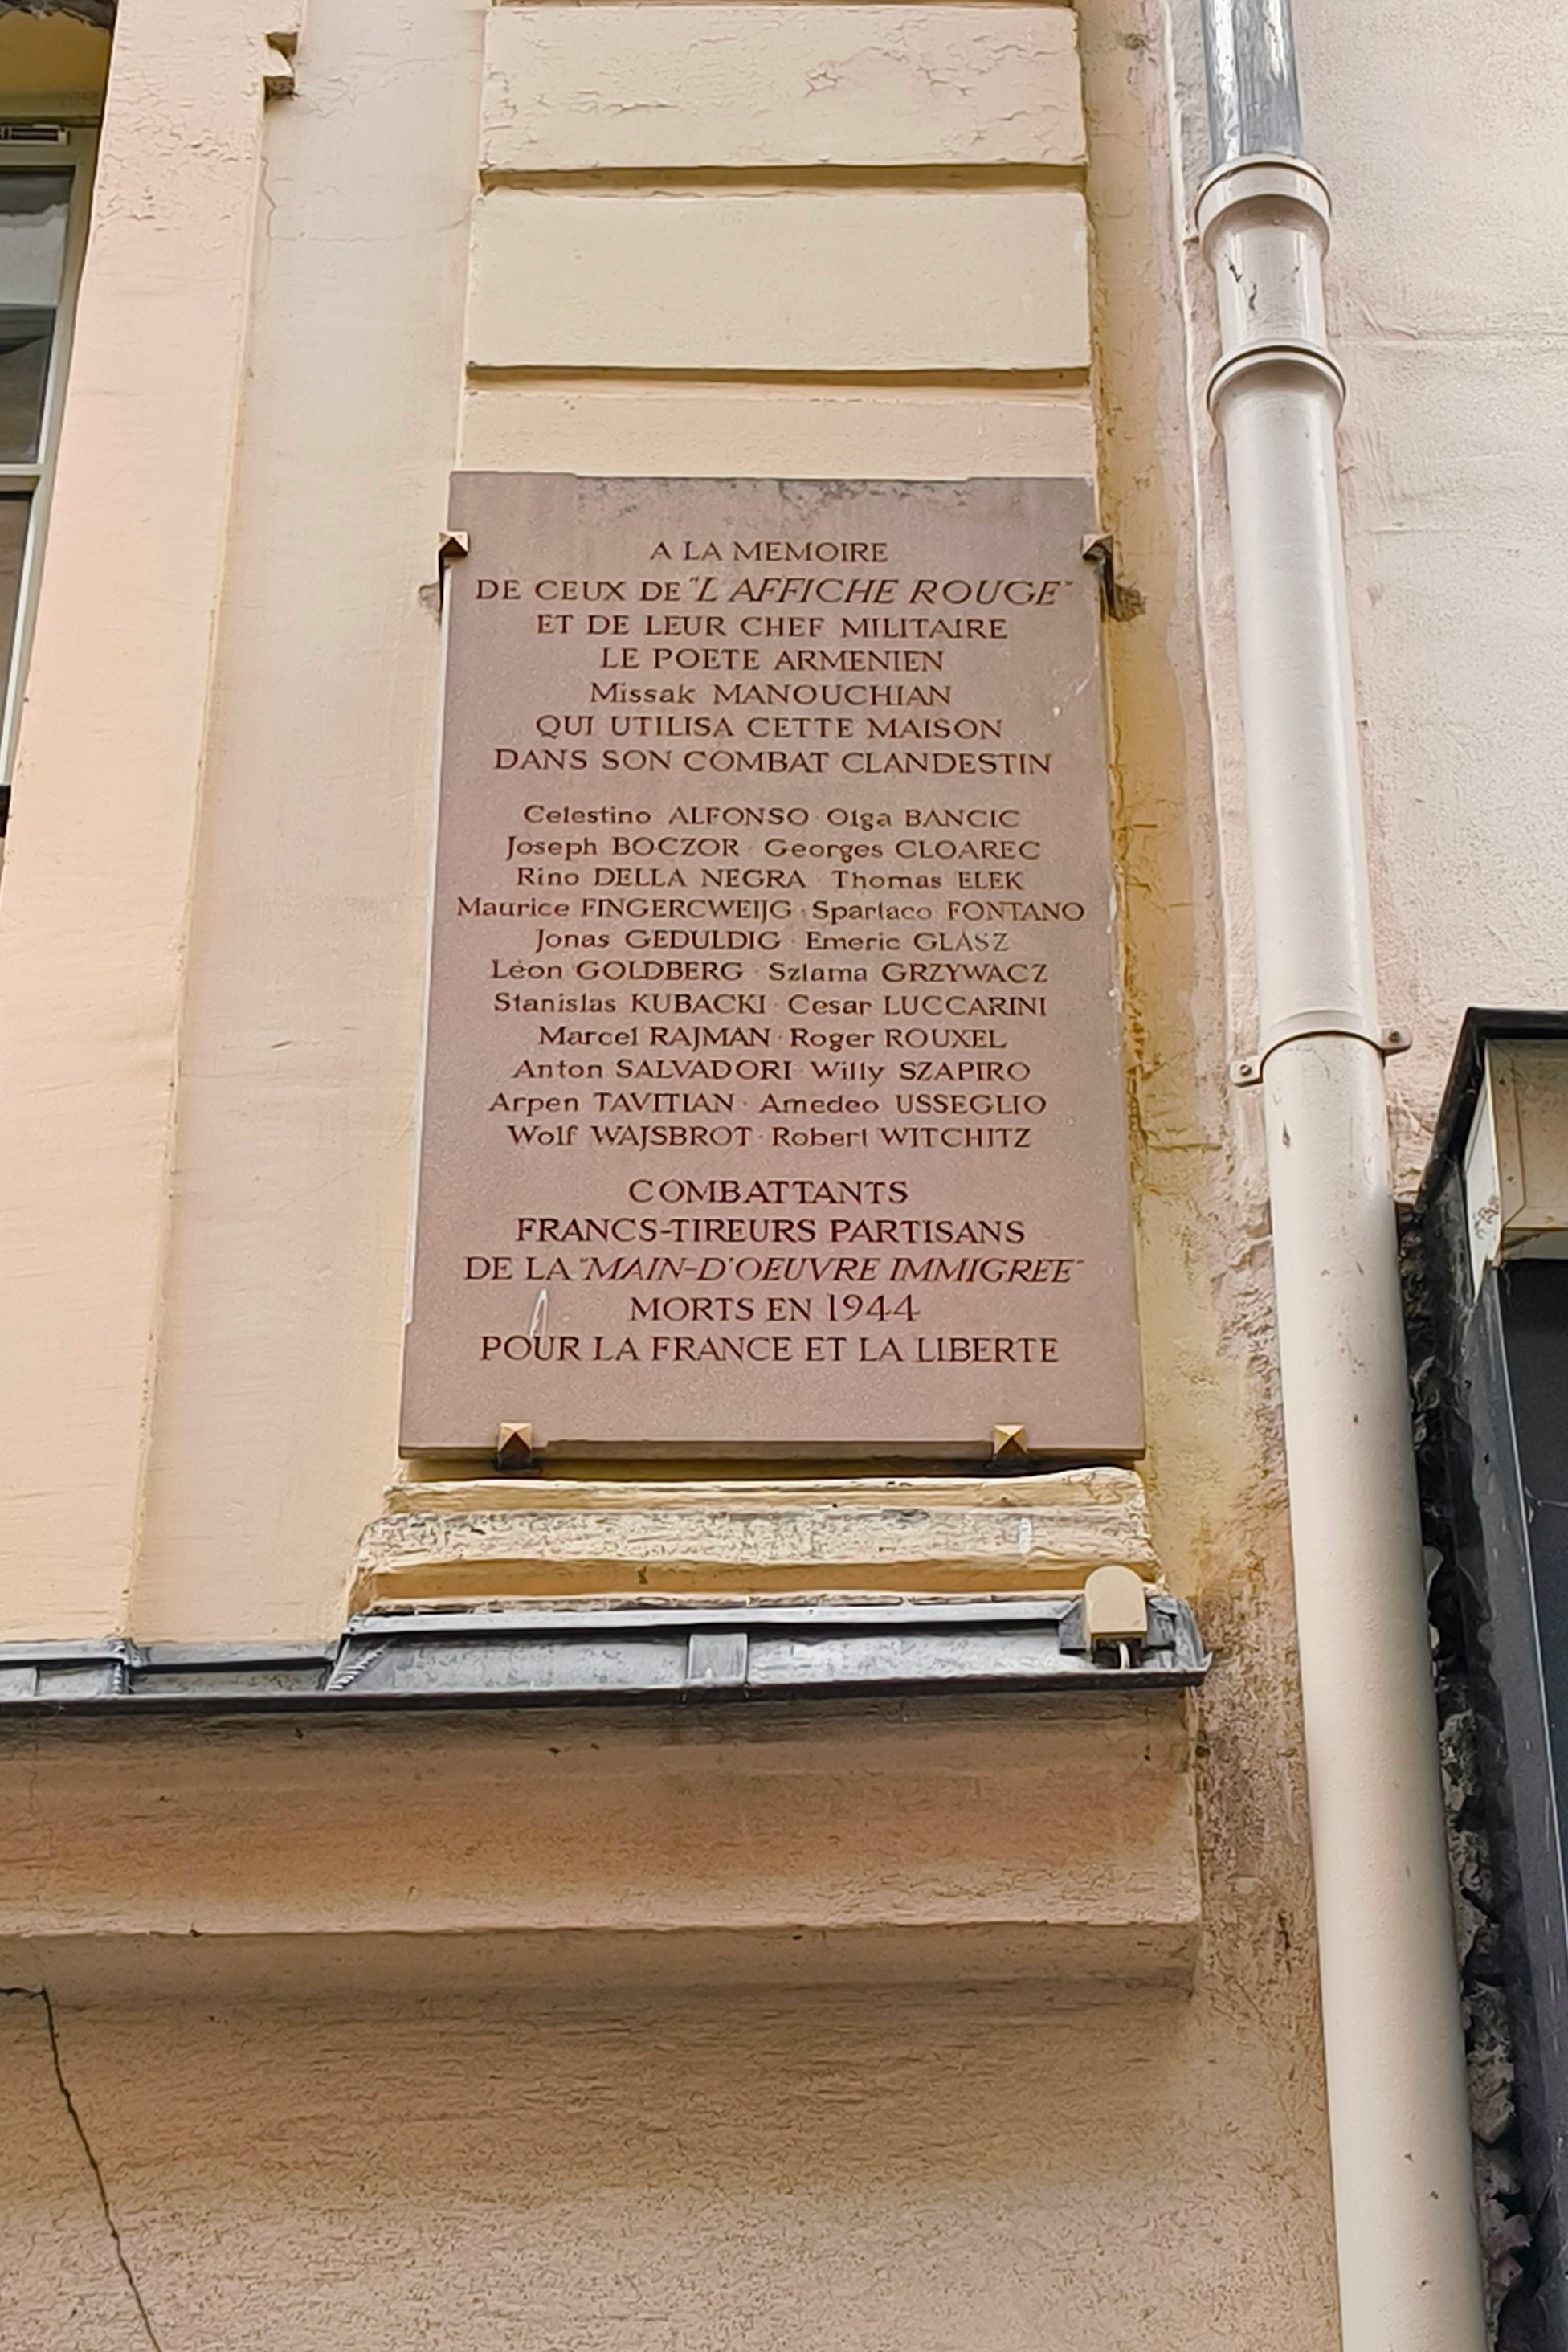 A LA MEMOIRE
DE CEUX DE "L'AFFICHE ROUGE"
ET DE LEUR CHEF MILITAIRE
LE POETE ARMENIEN
Missak MANOUCHIAN
QUI UTILISA CETTE MAISON
DANS SON COMBAT CLANDESTIN
Celestino ALFONSO · Olga BANCIC
Joseph BOCZOR · Georges CLOAREC
Rino DELLA NEGRA · Thomas ELEK
Maurice FINGERCWEIJG · Spartaco FONTANO
Jonas GEDULDIG · Emeric GLASZ
Léon GOLDBERG · Szlama GRZYWACZ
Stanislas KUBACKI · Cesar LUCCARINI
Marcel RAJMAN · Roger ROUXEL
Anton SALVADORI · Willy SZAPIRO
Arpen TAVITIAN · Amedeo USSEGLIO
Wolf WAJSBROT · Robert WITCHITZ
COMBATTANTS
FRANCS-TIREURS PARTISANS
DE LA "MAIN-D'OEUVRE IMMIGREE"
MORTS EN 1944
POUR LA FRANCE ET LA LIBERTE